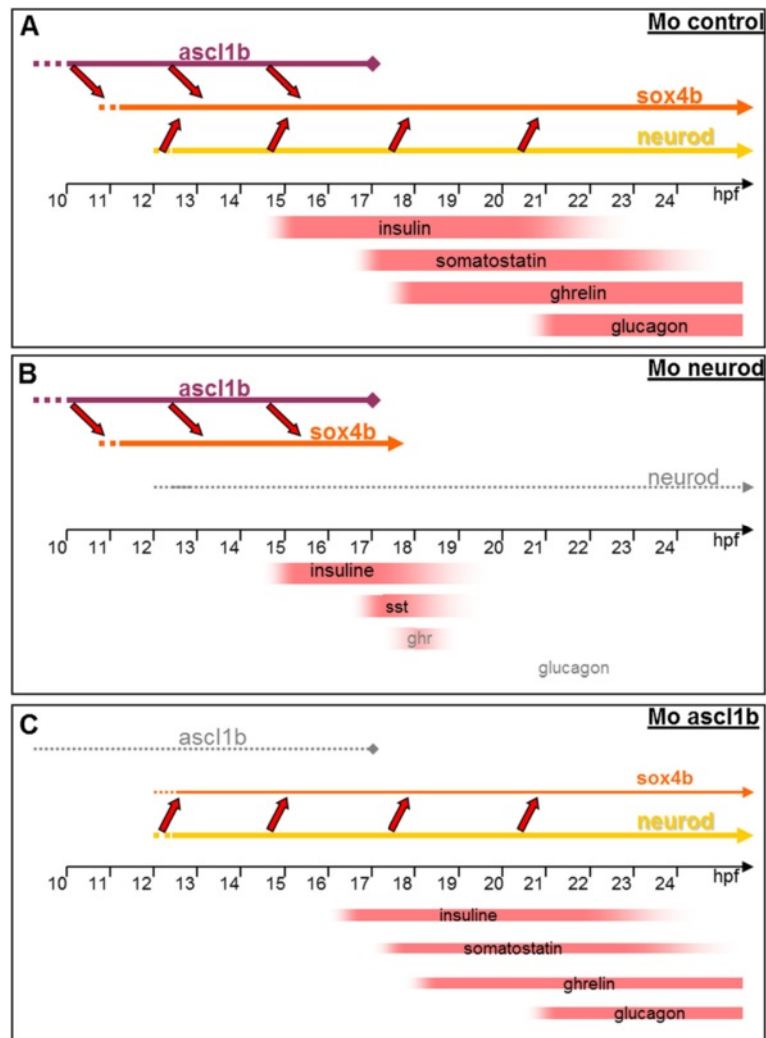 A Mo control
ascl1b
sox4b
neurod
10 11 12 13 14 15 16 17 18 19 20 21 22 23 24 hpf
insulin
somatostatin
ghrelin
glucagon
B Mo neurod
ascl1b
sox4b
neurod
10 11 12 13 14 15 16 17 18 19 20 21 22 23 24 hpf
insuline
sst
ghr
glucagon
C Mo ascl1b
ascl1b
sox4b
neurod
10 11 12 13 14 15 16 17 18 19 20 21 22 23 24 hpf
insuline
somatostatin
ghrelin
glucagon